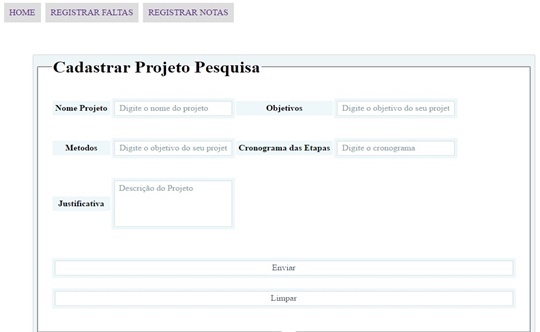 HOME REGISTRAR FALTAS REGISTRAR NOTAS
Cadastrar Projeto Pesquisa
Nome Projeto Digite o nome do projeto Objetivos Digite o objetivo do seu projet
Metodos Digite o objetivo do seu projet Cronograma das Etapas Digite o cronograma
Descrição do Projeto
Justificativa
Enviar
Limpar